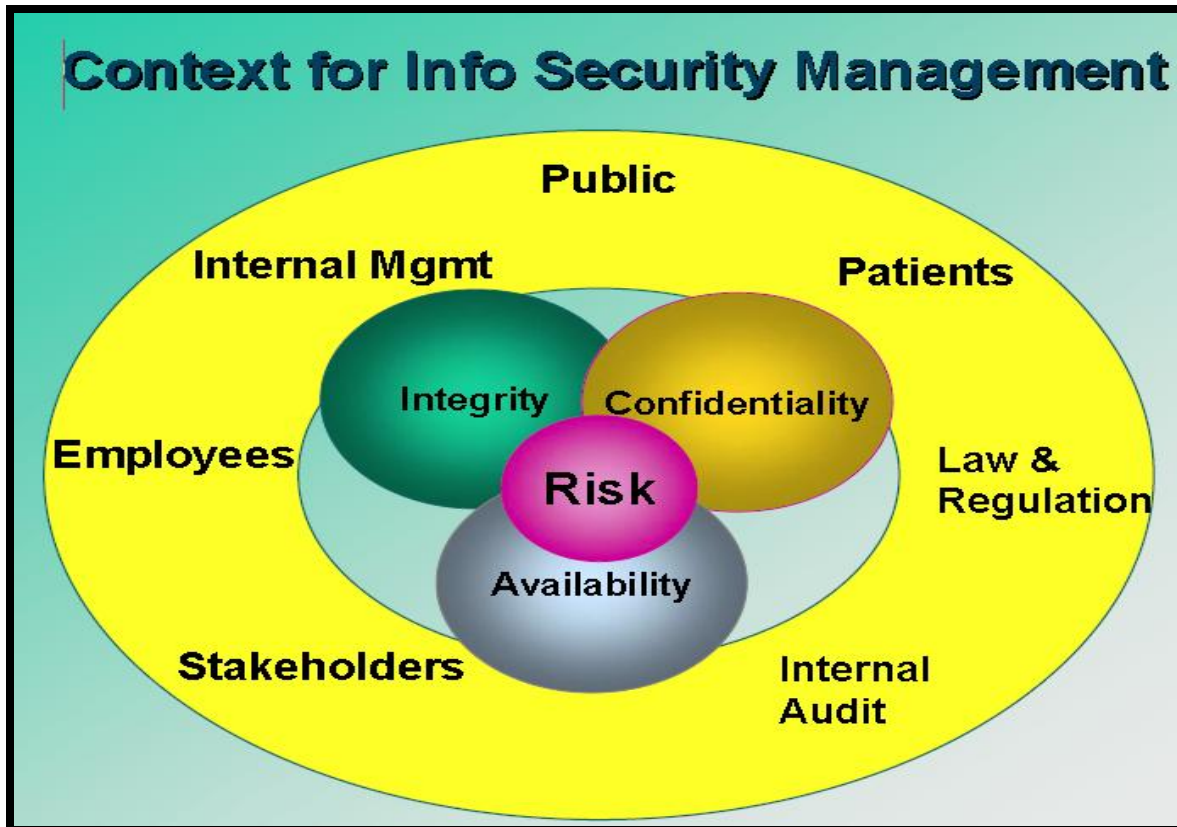 Context for Info Security Management
Public
Internal Mgmt
Patients
Integrity
Confidentiality
Employees
Risk
Law &
Regulation
Availability
Stakeholders
Internal
Audit